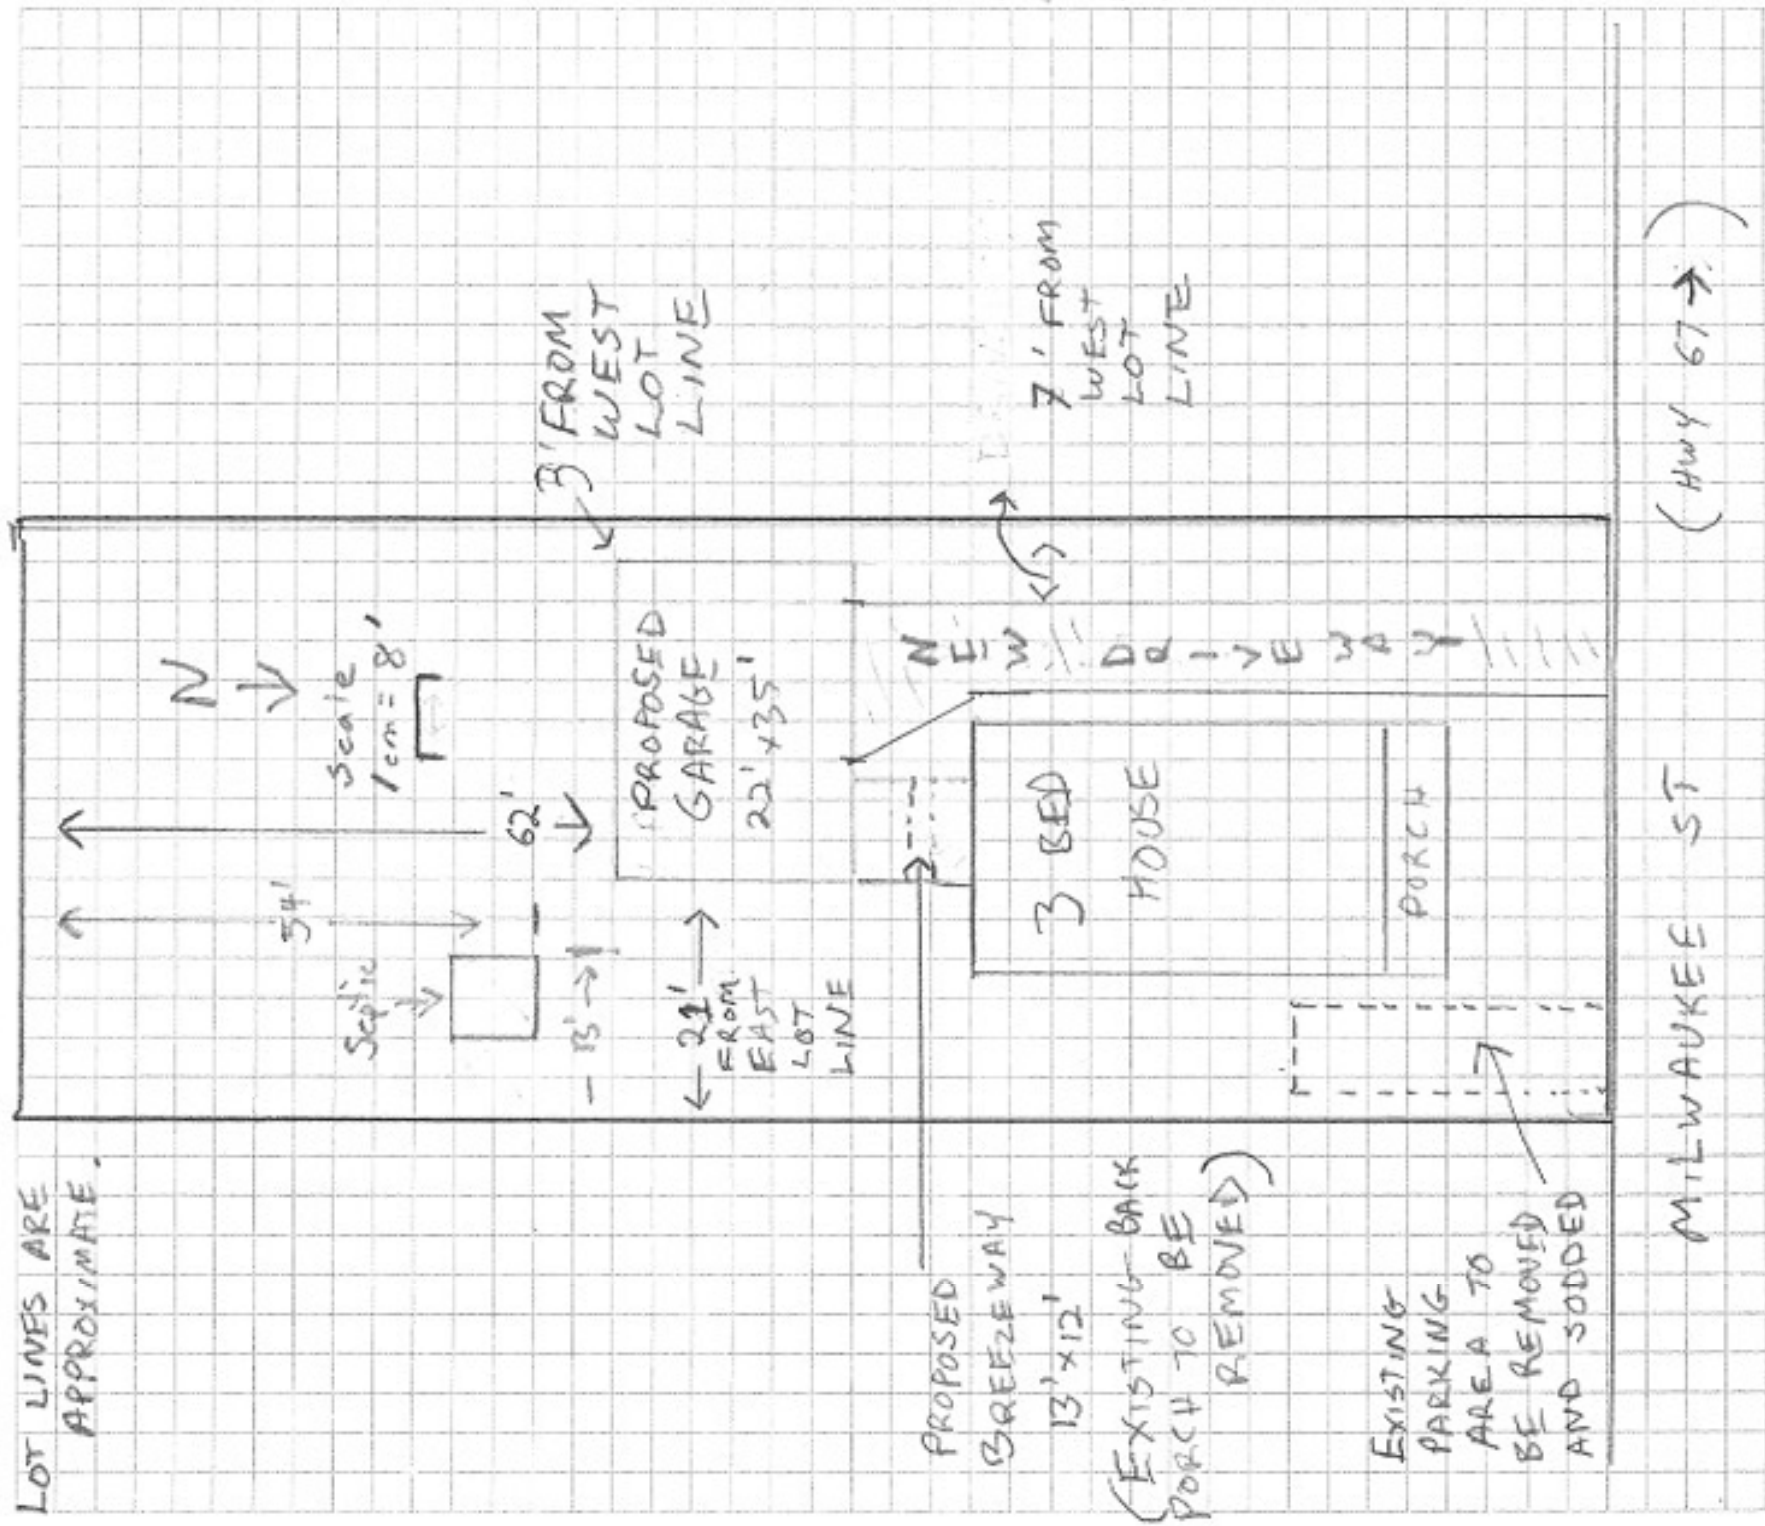 LOT LINES ARE
APPROXIMATE.
N
Scale
1cm = 8'
54'
62'
Septic
13'
3' FROM
WEST
LOT
LINE
PROPOSED
GARAGE
22' x 35'
21'
FROM
EAST
LOT
LINE
7' FROM
WEST
LOT
LINE
NEW DRIVEWAY
PROPOSED
BREEZEWAY
13' x 12'
(EXISTING BACK
PORCH TO BE
REMOVED)
3 BED
HOUSE
PORCH
EXISTING
PARKING
AREA TO
BE REMOVED
AND SODDED
MILWAUKEE ST
(HWY 67 →)